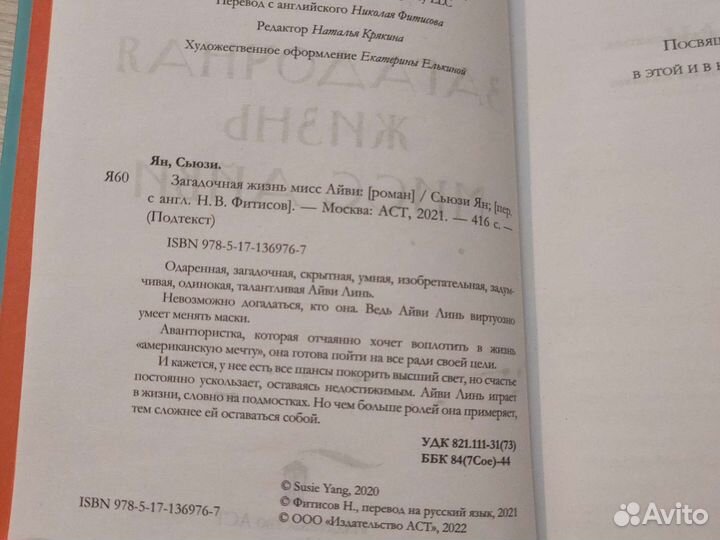 LLC
Перевод с английского Николая Фитисова
Редактор Наталья Крякина
Художественное оформление Екатерины Елькиной
ЗАГАДОЧНАЯ
ЖИЗНЬ
МИСС АЙВИ
Ян, Сьюзи.
Я60 Загадочная жизнь мисс Айви: [роман] / Сьюзи Ян; [пер.
с англ. Н. В. Фитисов]. — Москва: АСТ, 2021. — 416 с. —
(Подтекст)
ISBN 978-5-17-136976-7
Одаренная, загадочная, скрытная, умная, изобретательная, задум-
чивая, одинокая, талантливая Айви Линь.
Невозможно догадаться, кто она. Ведь Айви Линь виртуозно
умеет менять маски.
Авантюристка, которая отчаянно хочет воплотить в жизнь
«американскую мечту», она готова пойти на все ради своей цели.
И кажется, у нее есть все шансы покорить высший свет, но счастье
постоянно ускользает, оставаясь недостижимым. Айви Линь играет
в жизни, словно на подмостках. Но чем больше ролей она примеряет,
тем сложнее ей оставаться собой.
УДК 821.111-31(73)
ББК 84(7Сое)-44
© Susie Yang, 2020
© Фитисов Н., перевод на русский язык, 2021
ISBN 978-5-17-136976-7 © ООО «Издательство АСТ», 2022
Посвящ
в этой и в
Avito